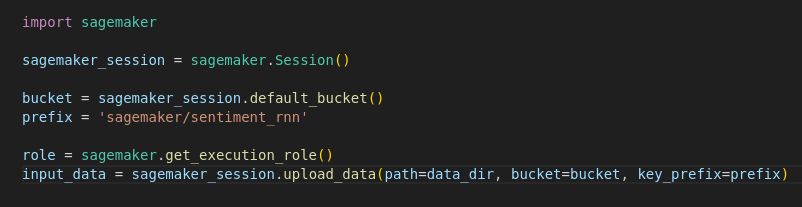 import sagemaker
sagemaker_session = sagemaker.Session()
bucket = sagemaker_session.default_bucket()
prefix = 'sagemaker/sentiment_rnn'
role = sagemaker.get_execution_role()
input_data = sagemaker_session.upload_data(path=data_dir, bucket=bucket, key_prefix=prefix)